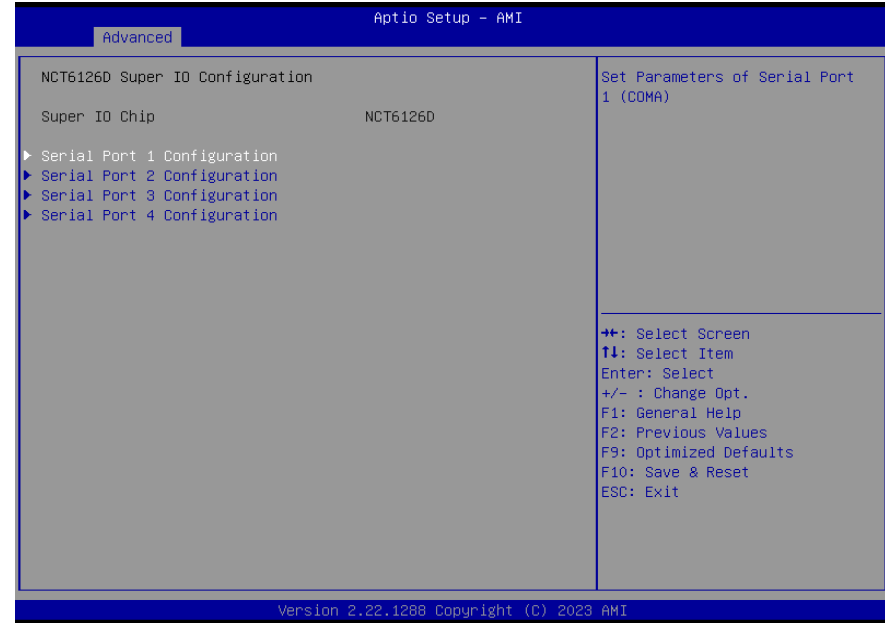 Aptio Setup – AMI
Advanced
NCT6126D Super IO Configuration
Super IO Chip NCT6126D
▶ Serial Port 1 Configuration
▶ Serial Port 2 Configuration
▶ Serial Port 3 Configuration
▶ Serial Port 4 Configuration
Set Parameters of Serial Port
1 (COMA)
→←: Select Screen
↑↓: Select Item
Enter: Select
+/- : Change Opt.
F1: General Help
F2: Previous Values
F9: Optimized Defaults
F10: Save & Reset
ESC: Exit
Version 2.22.1288 Copyright (C) 2023 AMI